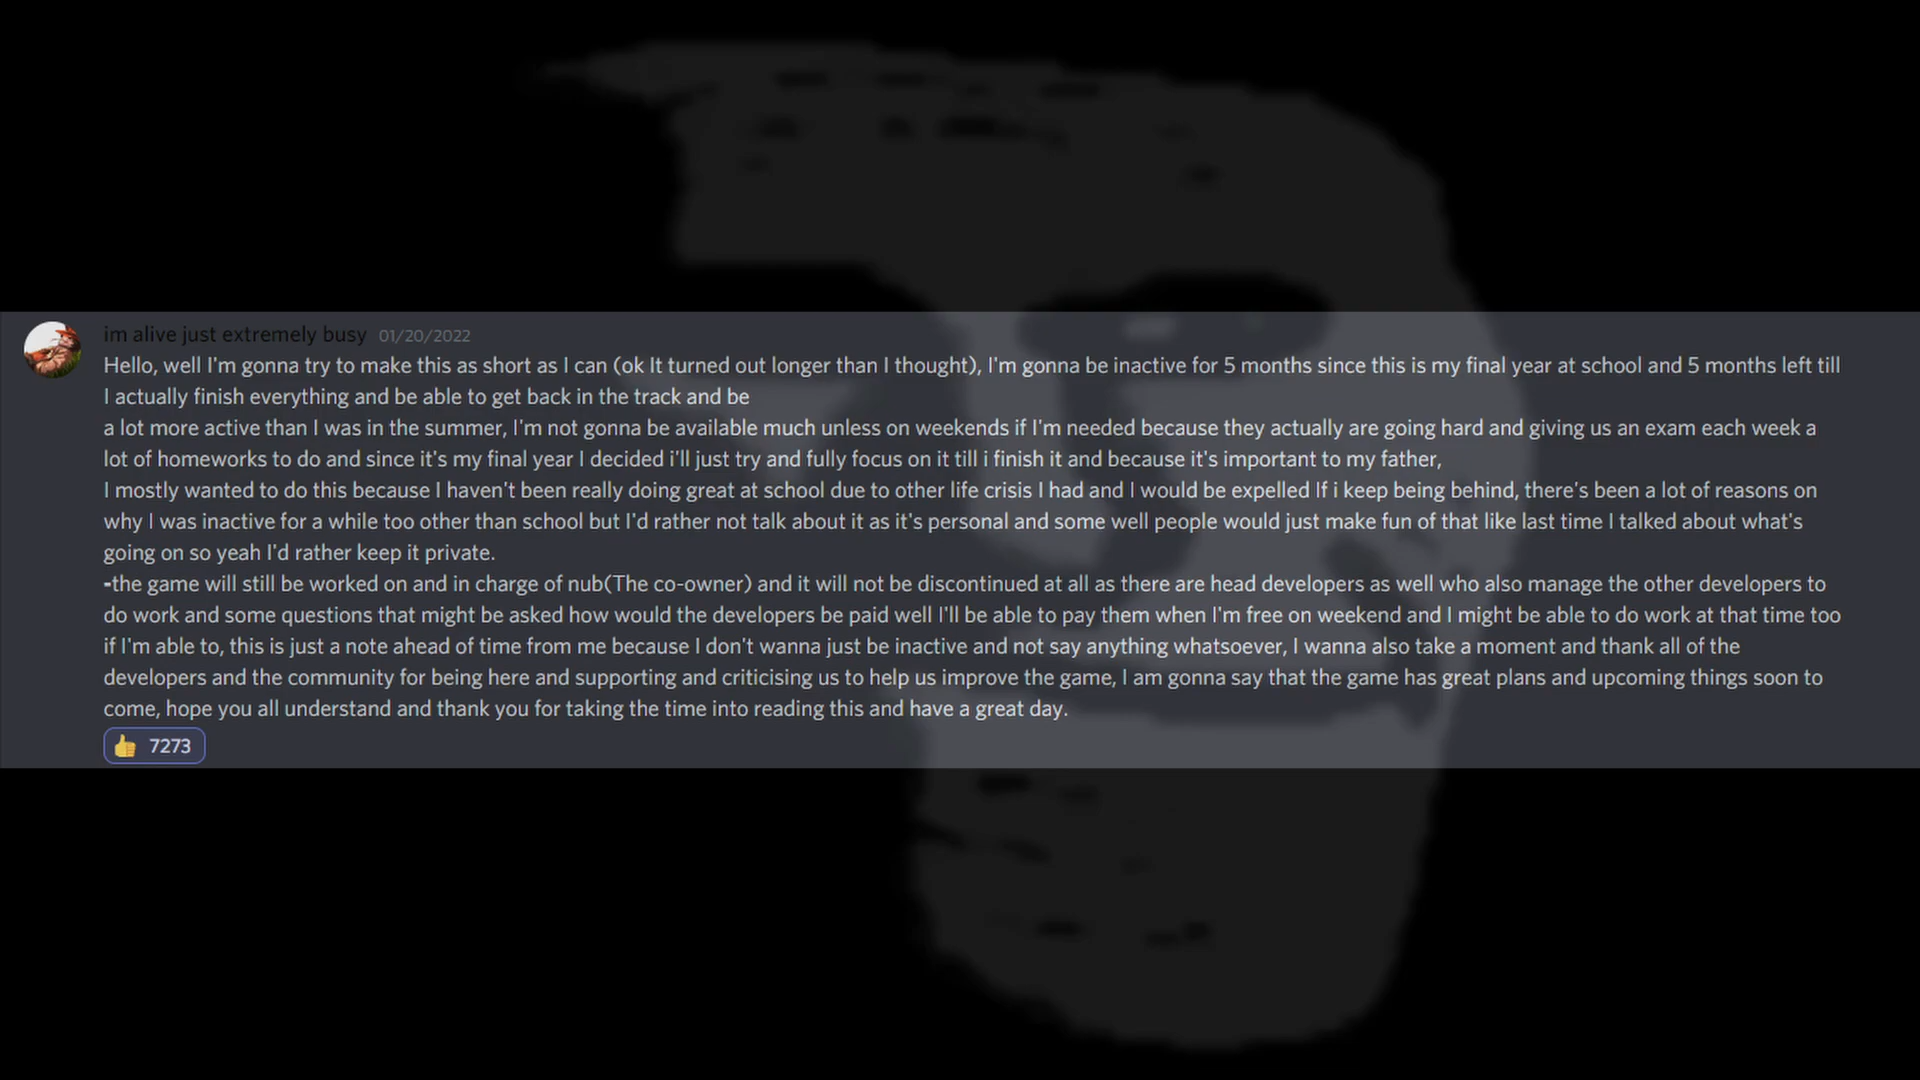 im alive just extremely busy 01/20/2022
Hello, well I'm gonna try to make this as short as I can (ok It turned out longer than I thought), I'm gonna be inactive for 5 months since this is my final year at school and 5 months left till
I actually finish everything and be able to get back in the track and be
a lot more active than I was in the summer, I'm not gonna be available much unless on weekends if I'm needed because they actually are going hard and giving us an exam each week a
lot of homeworks to do and since it's my final year I decided i'll just try and fully focus on it till i finish it and because it's important to my father,
I mostly wanted to do this because I haven't been really doing great at school due to other life crisis I had and I would be expelled If i keep being behind, there's been a lot of reasons on
why I was inactive for a while too other than school but I'd rather not talk about it as it's personal and some well people would just make fun of that like last time I talked about what's
going on so yeah I'd rather keep it private.
-the game will still be worked on and in charge of nub(The co-owner) and it will not be discontinued at all as there are head developers as well who also manage the other developers to
do work and some questions that might be asked how would the developers be paid well I'll be able to pay them when I'm free on weekend and I might be able to do work at that time too
if I'm able to, this is just a note ahead of time from me because I don't wanna just be inactive and not say anything whatsoever, I wanna also take a moment and thank all of the
developers and the community for being here and supporting and criticising us to help us improve the game, I am gonna say that the game has great plans and upcoming things soon to
come, hope you all understand and thank you for taking the time into reading this and have a great day.
7273